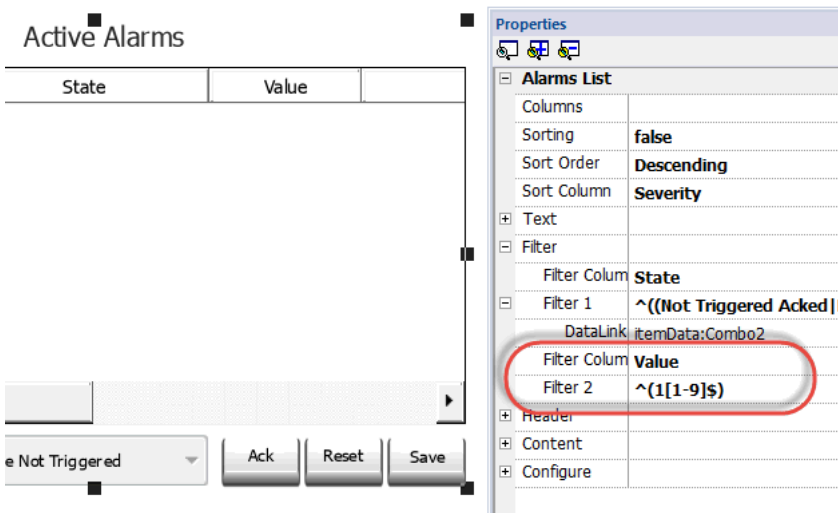 Active Alarms
State Value
e Not Triggered
Ack Reset Save
Properties
Alarms List
Columns
Sorting false
Sort Order Descending
Sort Column Severity
Text
Filter
Filter Colum State
Filter 1 ^((Not Triggered Acked|
DataLink itemData:Combo2
Filter Colum Value
Filter 2 ^(1[1-9]$)
Header
Content
Configure